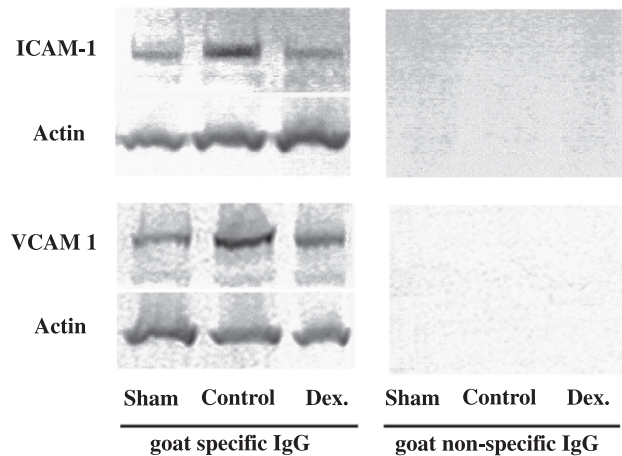 ICAM-1
Actin
VCAM 1
Actin
Sham Control Dex. Sham Control Dex.
goat specific IgG goat non-specific IgG